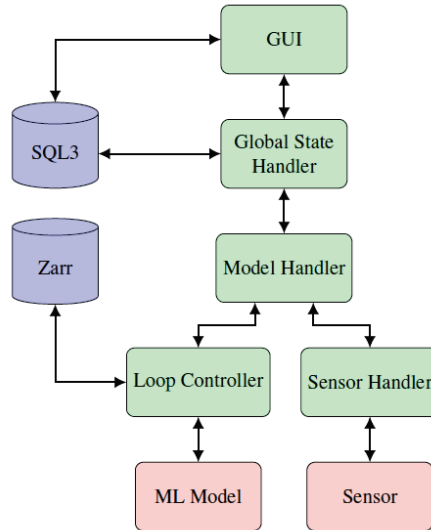 GUI
SQL3
Global State
Handler
Zarr
Model Handler
Loop Controller
Sensor Handler
ML Model
Sensor